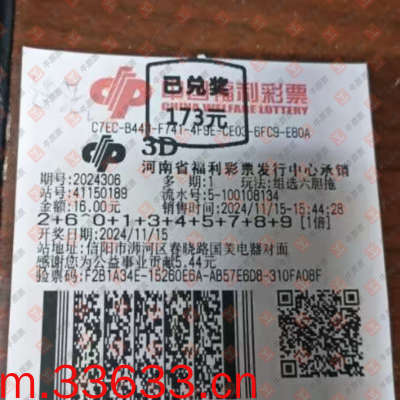 中国福利彩票
CHINA WELFARE LOTTERY
已兑奖
173元
C7EC-B441-F741-4F9E-CE03-6FC9-E80A
3D
河南省福利彩票发行中心承销
期号:2024306 多 期:1 玩法:组选六胆拖
站号:41150189 流水号:5-100108134
金额:16.00元 销售时间:2024/11/15-15:44:28
2+6^0+1+3+4+5+7+8+9 [1倍]
开奖日期:2024/11/15
站地址:信阳市浉河区春晓路国美电器对面
感谢您为公益事业贡献5.44元
验票码:F2B1A34E-15260E6A-AB57E6D8-310FA08F
m.33633.cn